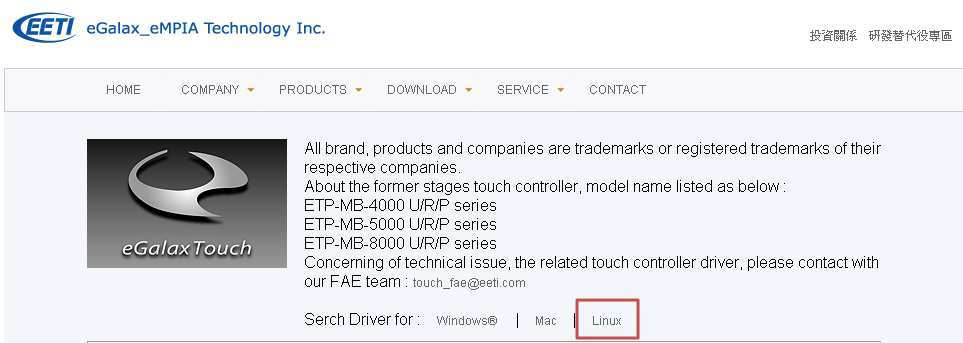 EETI eGalax_eMPIA Technology Inc.
投資關係 研發替代役專區
HOME COMPANY PRODUCTS DOWNLOAD SERVICE CONTACT
eGalaxTouch
All brand, products and companies are trademarks or registered trademarks of their
respective companies.
About the former stages touch controller, model name listed as below :
ETP-MB-4000 U/R/P series
ETP-MB-5000 U/R/P series
ETP-MB-8000 U/R/P series
Concerning of technical issue, the related touch controller driver, please contact with
our FAE team : touch_fae@eeti.com
Serch Driver for : Windows® | Mac | Linux